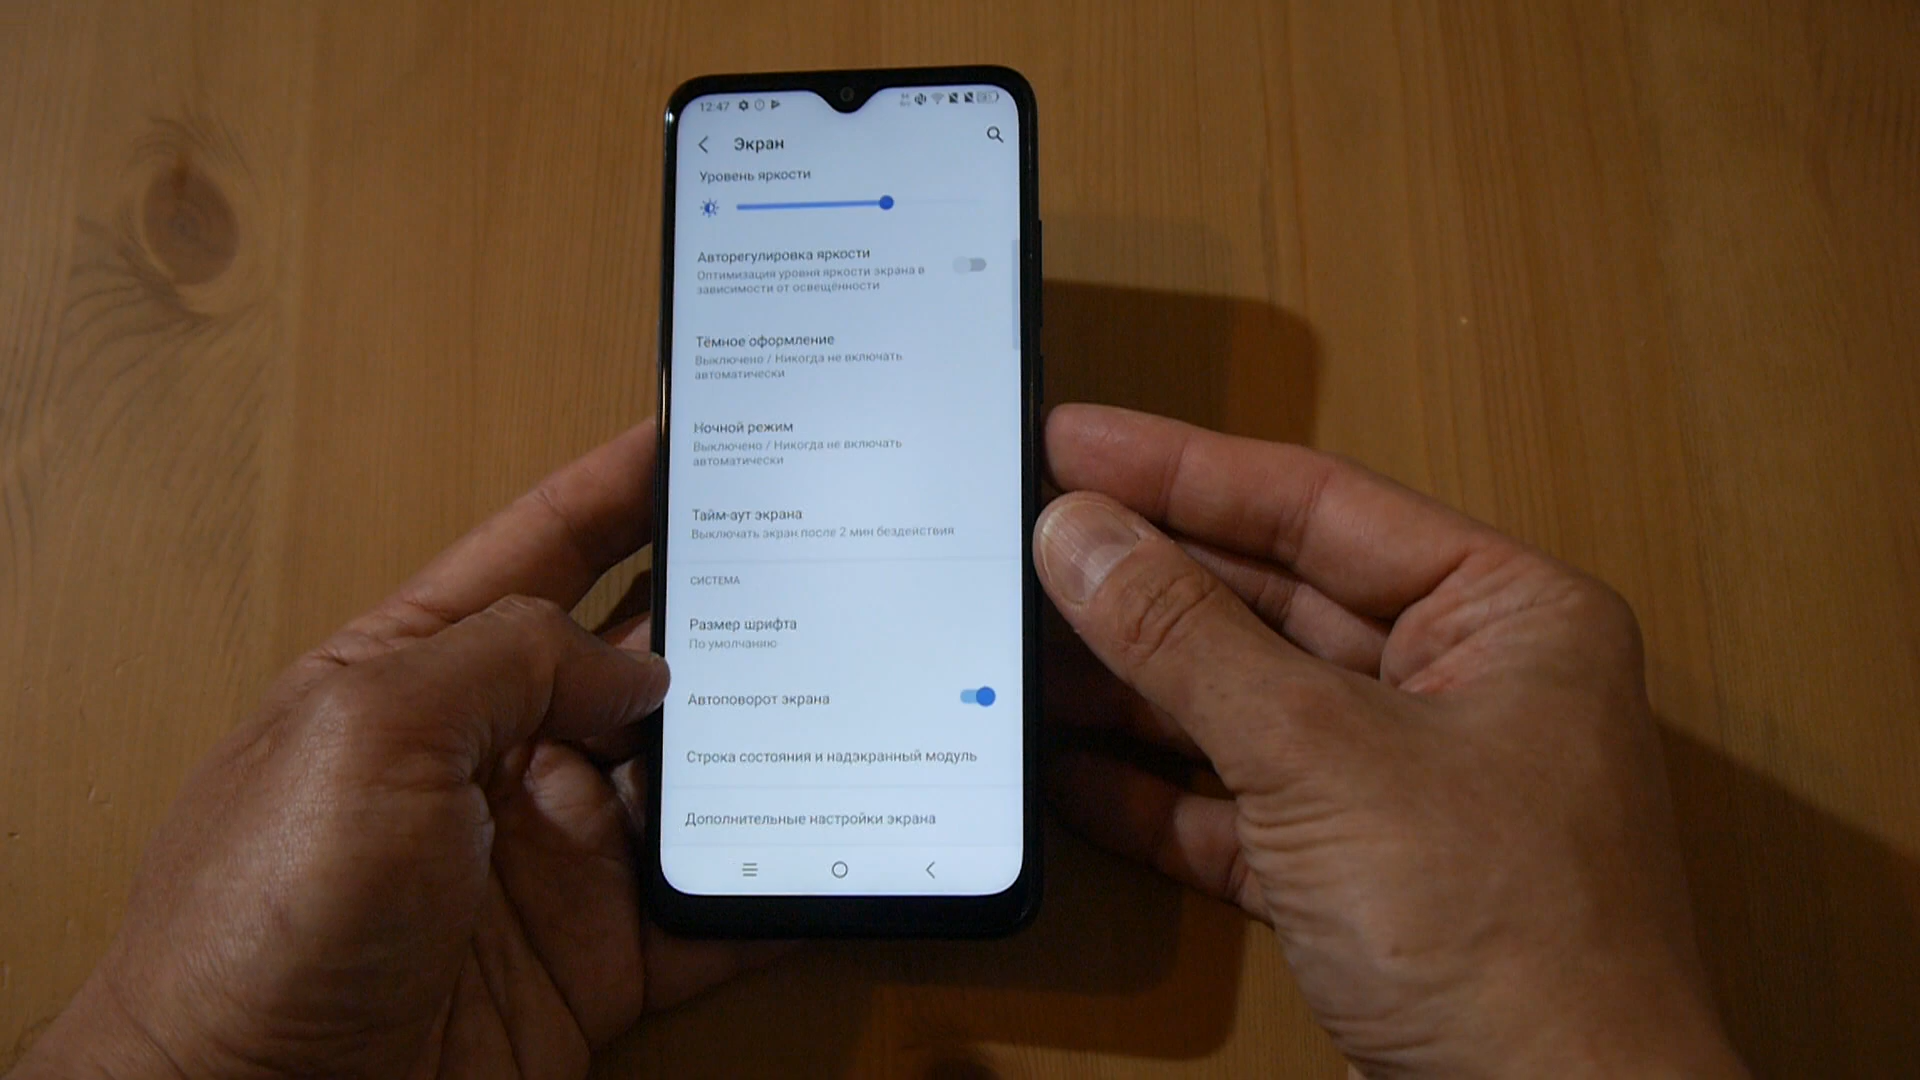 12:47
Экран
Уровень яркости
Авторегулировка яркости
Оптимизация уровня яркости экрана в
зависимости от освещённости
Тёмное оформление
Выключено / Никогда не включать
автоматически
Ночной режим
Выключено / Никогда не включать
автоматически
Тайм-аут экрана
Выключать экран после 2 мин бездействия
СИСТЕМА
Размер шрифта
По умолчанию
Автоповорот экрана
Строка состояния и надэкранный модуль
Дополнительные настройки экрана